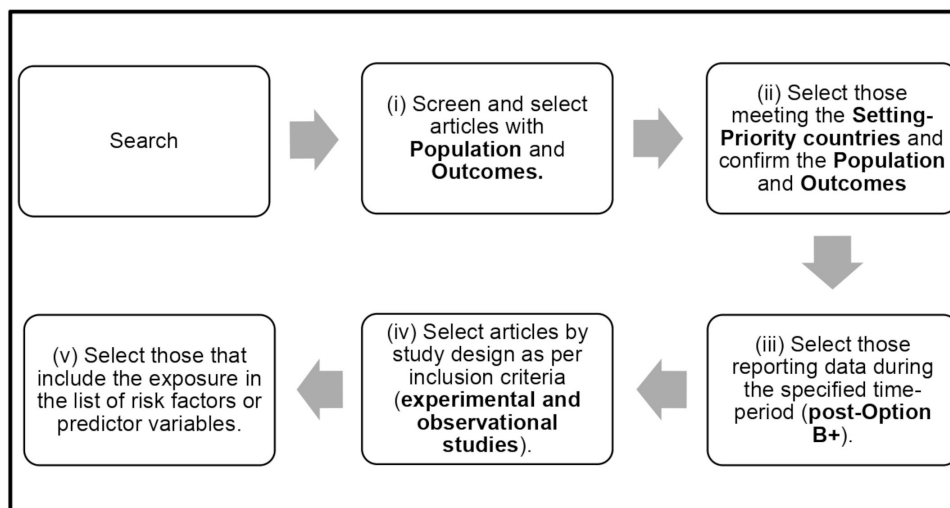 Search
(i) Screen and select
articles with
Population and
Outcomes.
(ii) Select those
meeting the Setting-
Priority countries and
confirm the Population
and Outcomes
(iii) Select those
reporting data during
the specified time-
period (post-Option
B+).
(iv) Select articles by
study design as per
inclusion criteria
(experimental and
observational
studies).
(v) Select those that
include the exposure in
the list of risk factors or
predictor variables.